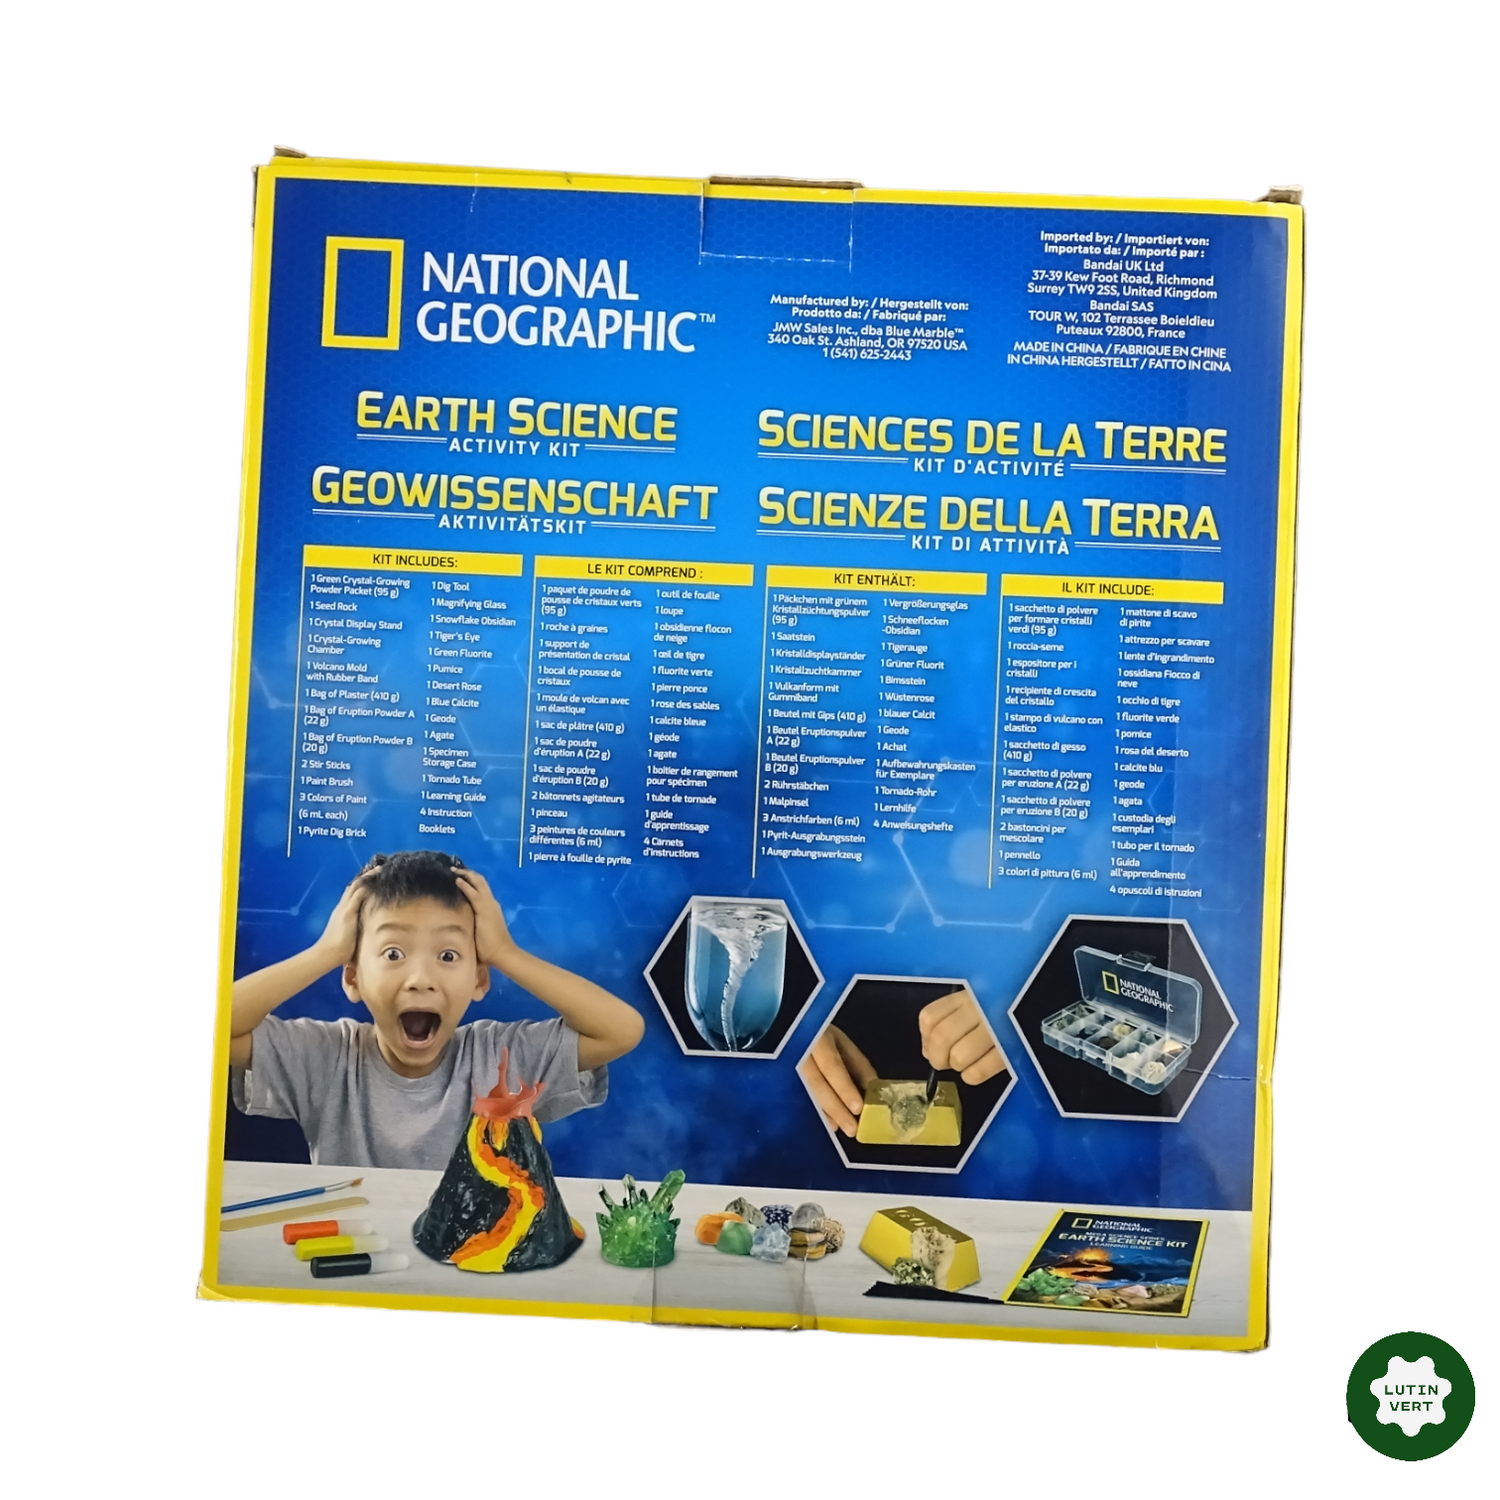 NATIONAL
GEOGRAPHIC™
Manufactured by: / Hergestellt von:
Prodotto da: / Fabriqué par:
JMW Sales Inc., dba Blue Marble™
340 Oak St. Ashland, OR 97520 USA
1 (541) 625-2443
Imported by: / Importiert von:
Importato da: / Importé par :
Bandai UK Ltd
37-39 Kew Foot Road, Richmond
Surrey TW9 2SS, United Kingdom
Bandai SAS
TOUR W, 102 Terrassee Boieldieu
Puteaux 92800, France
MADE IN CHINA / FABRIQUE EN CHINE
IN CHINA HERGESTELLT / FATTO IN CINA
EARTH SCIENCE
ACTIVITY KIT
SCIENCES DE LA TERRE
KIT D'ACTIVITÉ
GEOWISSENSCHAFT
AKTIVITÄTSKIT
SCIENZE DELLA TERRA
KIT DI ATTIVITÀ
KIT INCLUDES:
1 Green Crystal-Growing
Powder Packet (95 g)
1 Seed Rock
1 Crystal Display Stand
1 Crystal-Growing
Chamber
1 Volcano Mold
with Rubber Band
1 Bag of Plaster (410 g)
1 Bag of Eruption Powder A
(22 g)
1 Bag of Eruption Powder B
(20 g)
2 Stir Sticks
1 Paint Brush
3 Colors of Paint
(6 mL each)
1 Pyrite Dig Brick
1 Dig Tool
1 Magnifying Glass
1 Snowflake Obsidian
1 Tiger's Eye
1 Green Fluorite
1 Pumice
1 Desert Rose
1 Blue Calcite
1 Geode
1 Agate
1 Specimen
Storage Case
1 Tornado Tube
1 Learning Guide
4 Instruction
Booklets
LE KIT COMPREND :
1 paquet de poudre de
pousse de cristaux verts
(95 g)
1 roche à graines
1 support de
présentation de cristal
1 bocal de pousse de
cristaux
1 moule de volcan avec
un élastique
1 sac de plâtre (410 g)
1 sac de poudre
d'éruption A (22 g)
1 sac de poudre
d'éruption B (20 g)
2 bâtonnets agitateurs
1 pinceau
3 peintures de couleurs
différentes (6 ml)
1 pierre à fouille de pyrite
1 outil de fouille
1 loupe
1 obsidienne flocon
de neige
1 œil de tigre
1 fluorite verte
1 pierre ponce
1 rose des sables
1 calcite bleue
1 géode
1 agate
1 boîtier de rangement
pour spécimen
1 tube de tornade
1 guide
d'apprentissage
4 Carnets
d'instructions
KIT ENTHÄLT:
1 Päckchen mit grünem
Kristallzüchtungspulver
(95 g)
1 Saatstein
1 Kristalldisplayständer
1 Kristallzuchtkammer
1 Vulkanform mit
Gummiband
1 Beutel mit Gips (410 g)
1 Beutel Eruptionspulver
A (22 g)
1 Beutel Eruptionspulver
B (20 g)
2 Rührstäbchen
1 Malpinsel
3 Anstrichfarben (6 ml)
1 Pyrit-Ausgrabungsstein
1 Ausgrabungswerkzeug
1 Vergrößerungsglas
1 Schneeflocken
-Obsidian
1 Tigerauge
1 Grüner Fluorit
1 Bimsstein
1 Wüstenrose
1 blauer Calcit
1 Geode
1 Achat
1 Aufbewahrungskasten
für Exemplare
1 Tornado-Rohr
1 Lernhilfe
4 Anweisungshefte
IL KIT INCLUDE:
1 sacchetto di polvere
per formare cristalli
verdi (95 g)
1 roccia-seme
1 espositore per i
cristalli
1 recipiente di crescita
del cristallo
1 stampo di vulcano con
elastico
1 sacchetto di gesso
(410 g)
1 sacchetto di polvere
per eruzione A (22 g)
1 sacchetto di polvere
per eruzione B (20 g)
2 bastoncini per
mescolare
1 pennello
3 colori di pittura (6 ml)
1 mattone di scavo
di pirite
1 attrezzo per scavare
1 lente d'ingrandimento
1 ossidiana Fiocco di
neve
1 occhio di tigre
1 fluorite verde
1 pomice
1 rosa del deserto
1 calcite blu
1 geode
1 agata
1 custodia degli
esemplari
1 tubo per il tornado
1 Guida
all'apprendimento
4 opuscoli di istruzioni
NATIONAL
GEOGRAPHIC
NATIONAL
GEOGRAPHIC
MEGA SCIENCE SERIES
EARTH SCIENCE KIT
LEARNING GUIDE
LUTIN
VERT